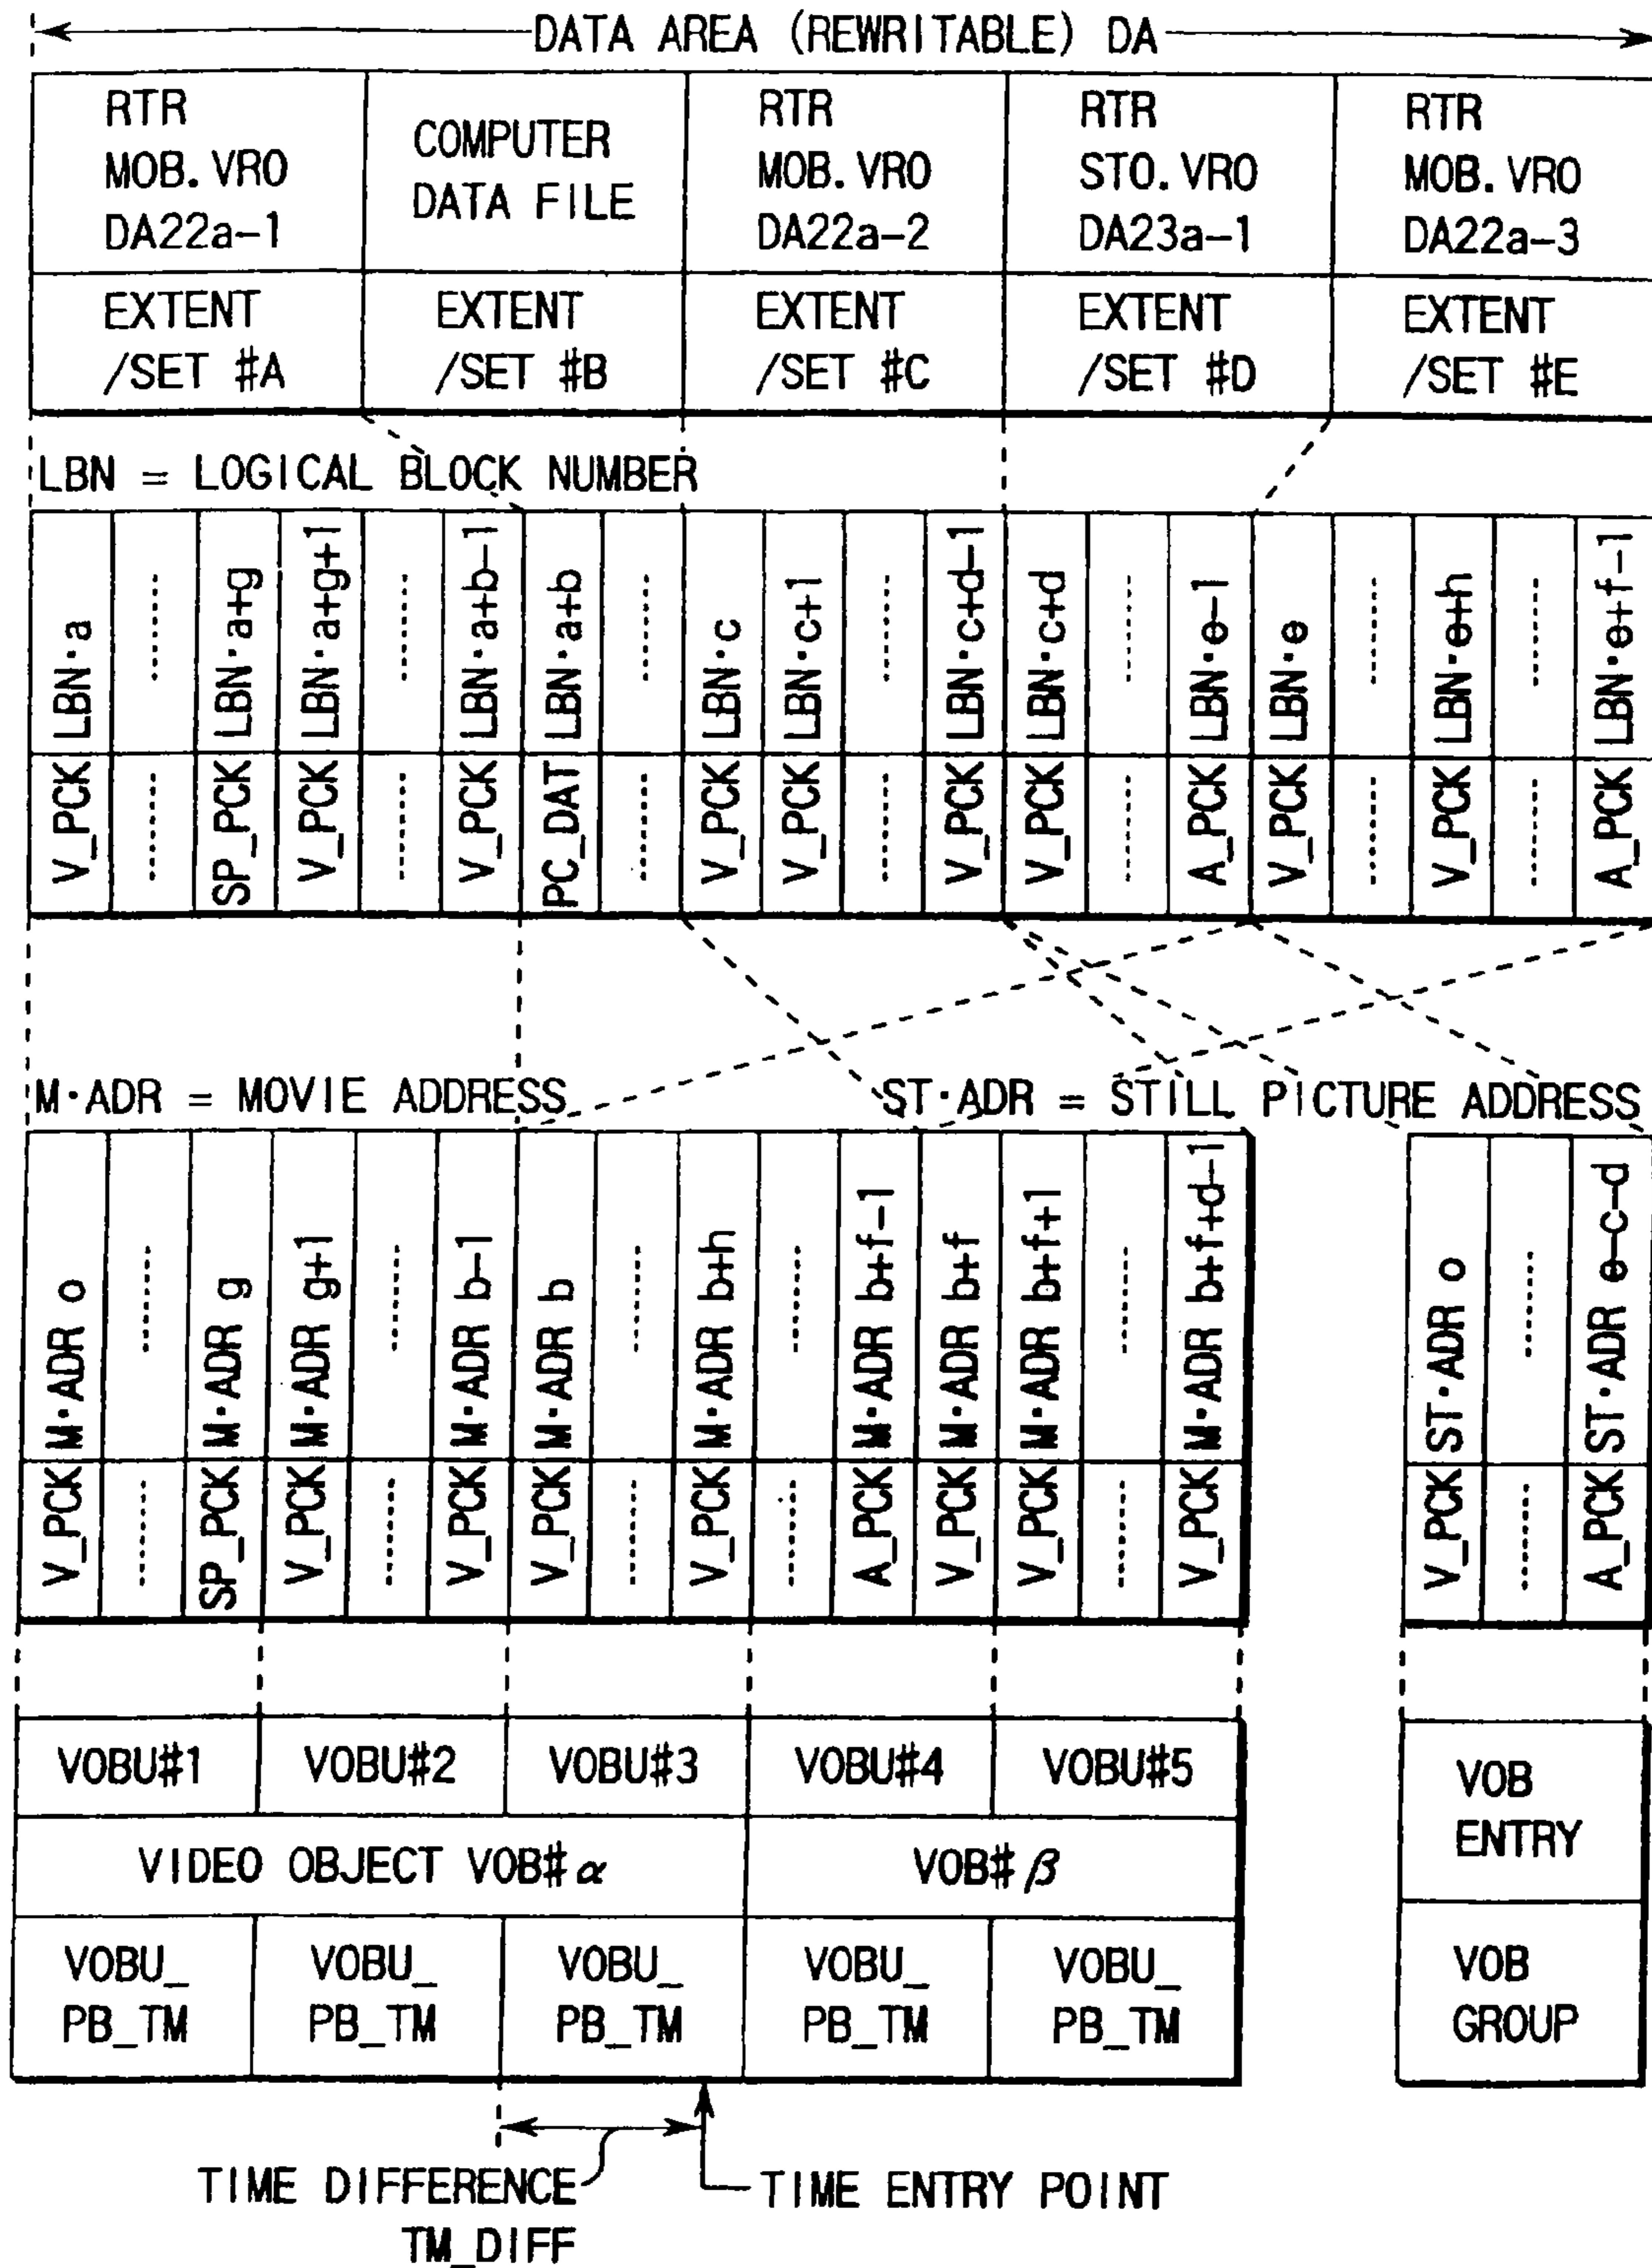 DATA AREA (REWRITABLE) DA
RTR
MOB. VRO
DA22a-1
COMPUTER
DATA FILE
RTR
MOB. VRO
DA22a-2
RTR
STO. VRO
DA23a-1
RTR
MOB. VRO
DA22a-3
EXTENT
/SET #A
EXTENT
/SET #B
EXTENT
/SET #C
EXTENT
/SET #D
EXTENT
/SET #E
LBN = LOGICAL BLOCK NUMBER
LBN·a
LBN·a+g
LBN·a+g+1
LBN·a+b-1
LBN·a+b
LBN·c
LBN·c+1
LBN·c+d-1
LBN·c+d
LBN·e-1
LBN·e
LBN·e+h
LBN·e+f-1
V_PCK
SP_PCK
V_PCK
V_PCK
PC_DAT
V_PCK
V_PCK
V_PCK
V_PCK
A_PCK
V_PCK
V_PCK
A_PCK
M·ADR = MOVIE ADDRESS
ST·ADR = STILL PICTURE ADDRESS
M·ADR o
M·ADR g
M·ADR g+1
M·ADR b-1
M·ADR b
M·ADR b+h
M·ADR b+f-1
M·ADR b+f
M·ADR b+f+1
M·ADR b+f+d-1
ST·ADR o
ST·ADR e-c-d
V_PCK
SP_PCK
V_PCK
V_PCK
V_PCK
V_PCK
A_PCK
V_PCK
V_PCK
V_PCK
V_PCK
A_PCK
VOBU#1
VOBU#2
VOBU#3
VOBU#4
VOBU#5
VOB
ENTRY
VIDEO OBJECT VOB#α
VOB#β
VOBU_
PB_TM
VOBU_
PB_TM
VOBU_
PB_TM
VOBU_
PB_TM
VOBU_
PB_TM
VOB
GROUP
TIME DIFFERENCE
TM_DIFF
TIME ENTRY POINT